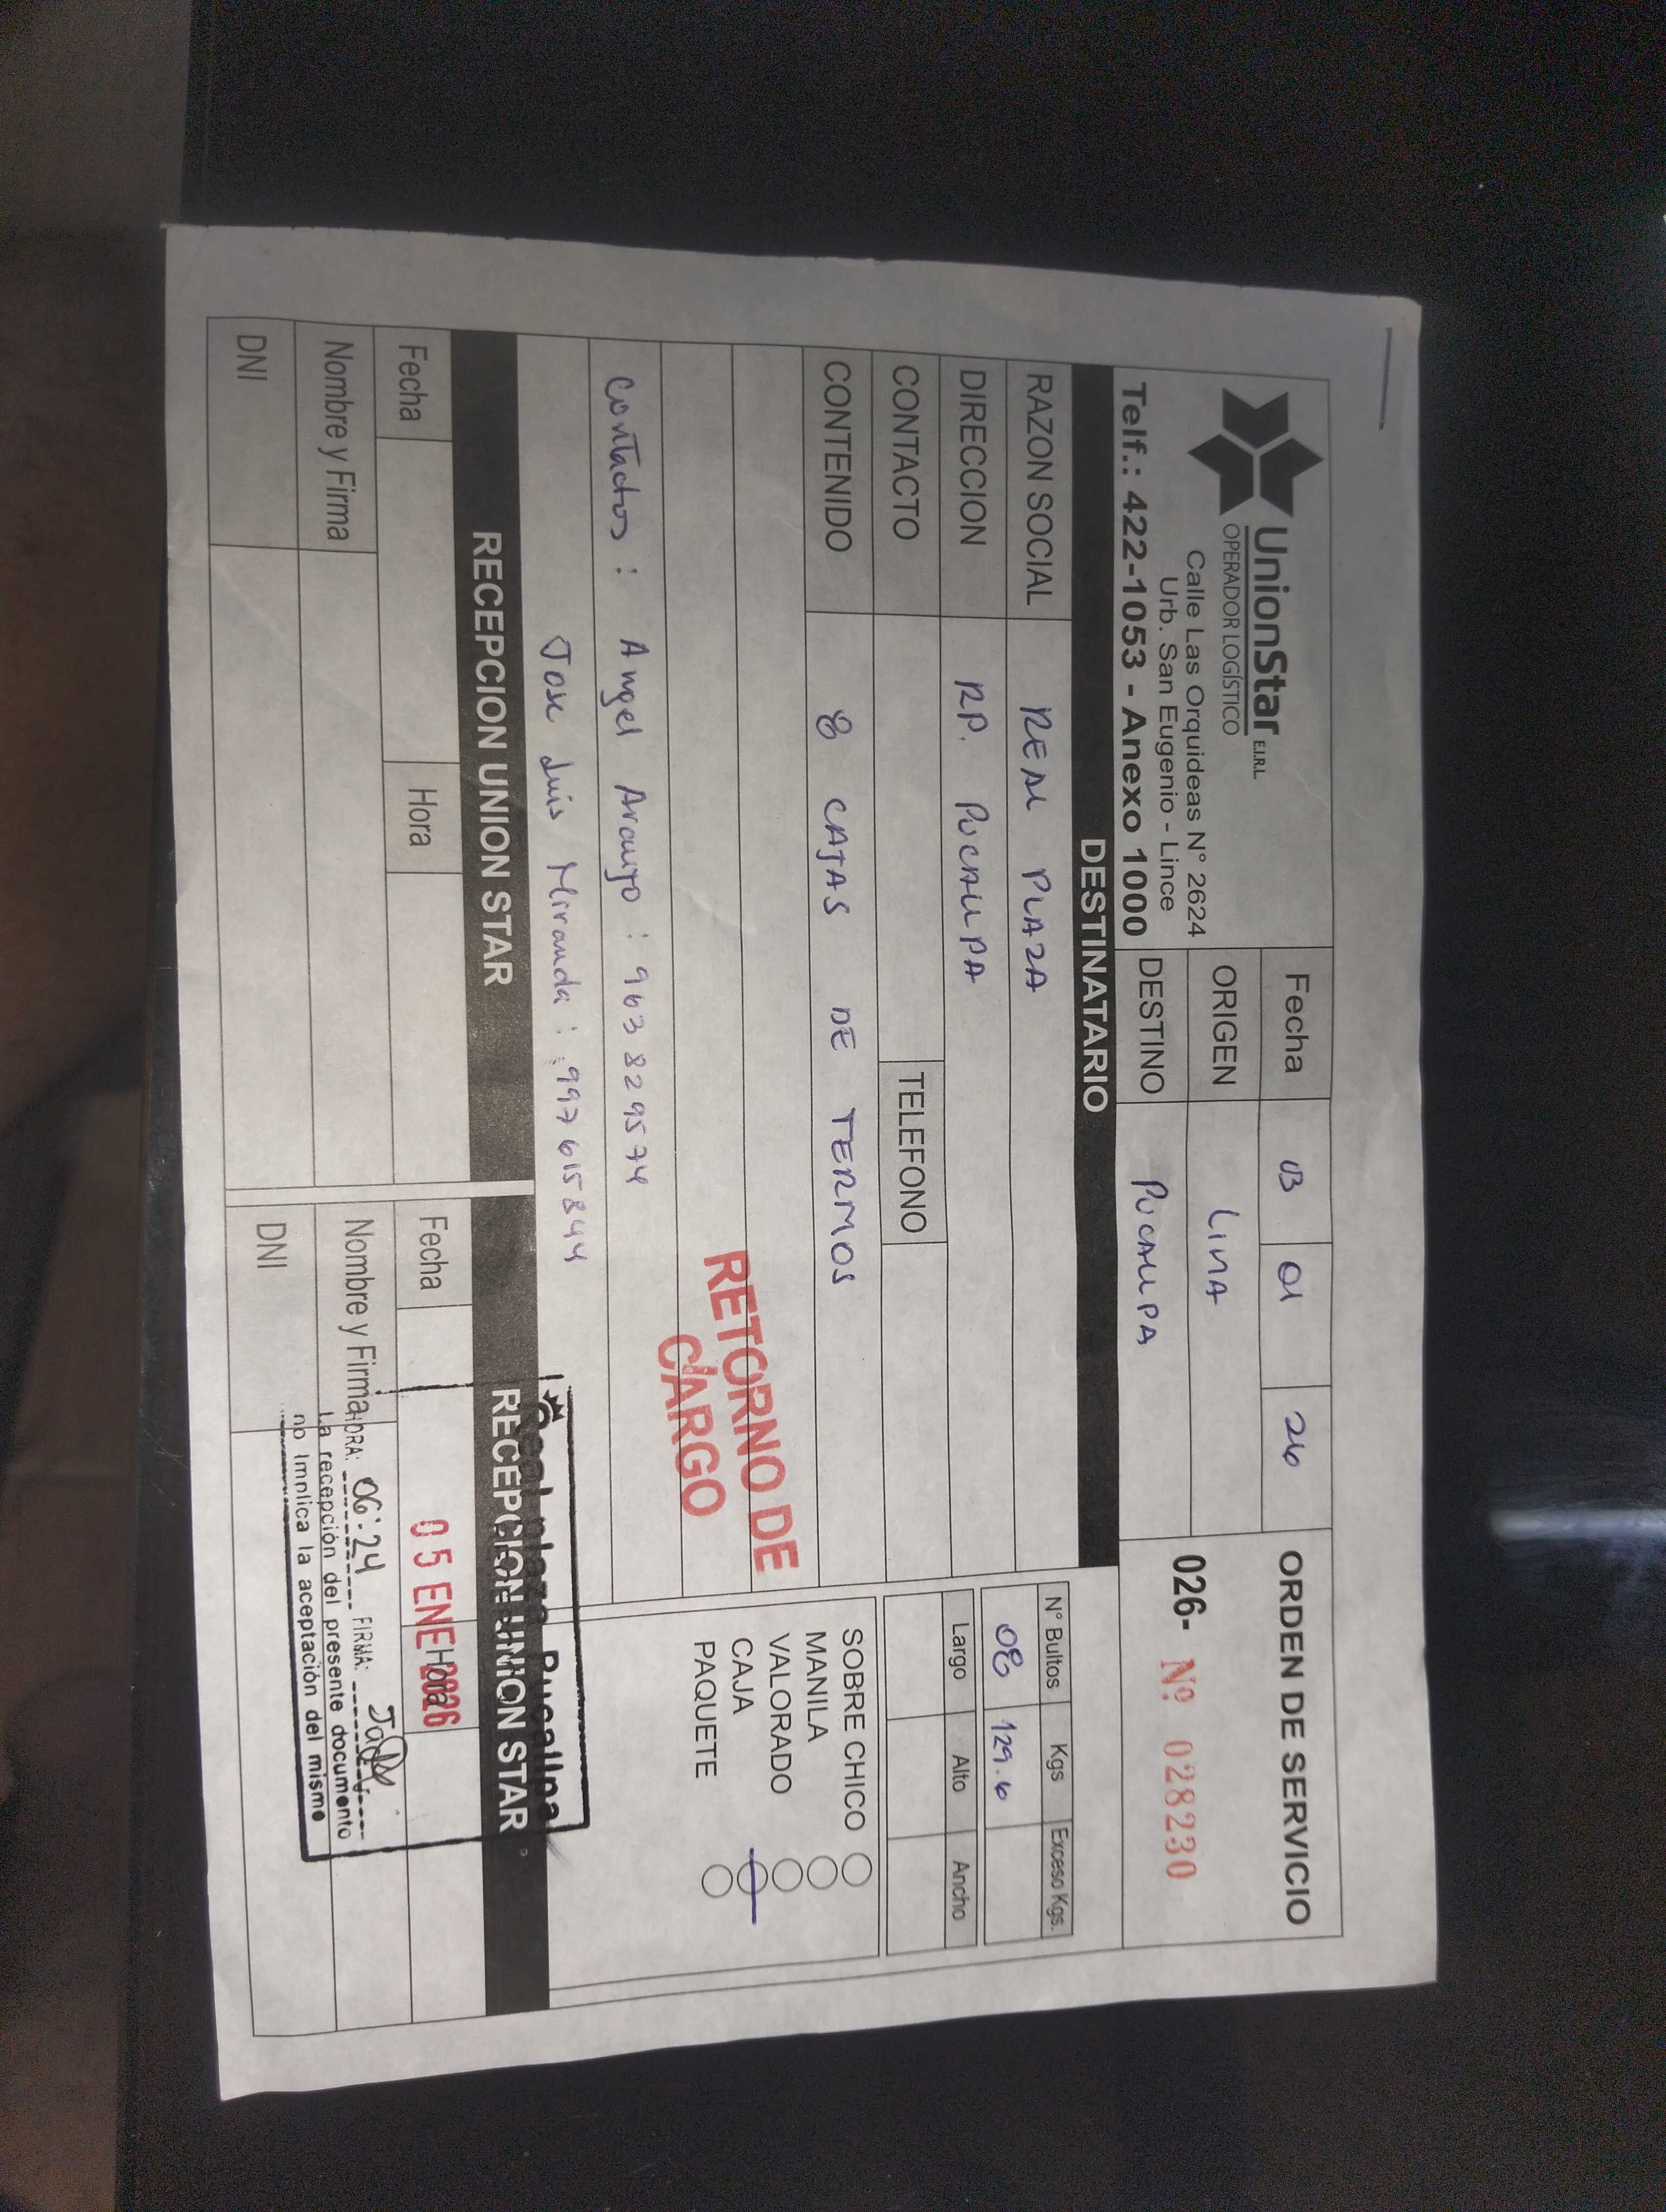 UnionStar E.I.R.L.
OPERADOR LOGÍSTICO
Calle Las Orquideas N° 2624
Urb. San Eugenio - Lince
Telf.: 422-1053 - Anexo 1000
Fecha 03 01 26
ORIGEN LIMA
DESTINO PUCALLPA
ORDEN DE SERVICIO
026- Nº 028230
DESTINATARIO
RAZON SOCIAL REAL PLAZA
DIRECCION RP. PUCALLPA
CONTACTO TELEFONO
CONTENIDO 8 CAJAS DE TERMOS
N° Bultos Kgs Exceso Kgs.
08 129.6
Largo Alto Ancho
SOBRE CHICO
MANILA
VALORADO
CAJA
PAQUETE
RETORNO DE
CARGO
Contactos : Angel Araujo : 963829574
Jose Luis Miranda : 997615844
RECEPCION UNION STAR
Fecha Hora
Nombre y Firma
DNI
Real plaza Pucallpa
RECEPCION UNION STAR
Fecha 05 ENE 2026 Hora
Nombre y Firma
HORA: 06:24 FIRMA:
La recepción del presente documento
no implica la aceptación del mismo
DNI